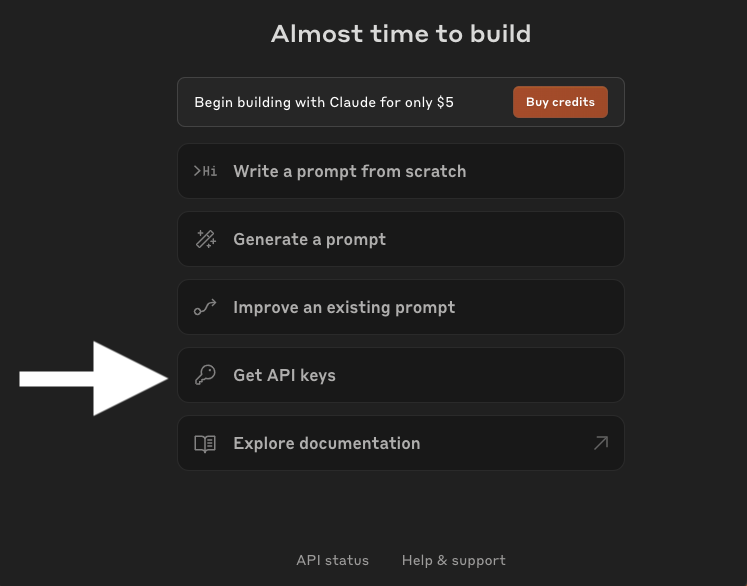 Almost time to build
Begin building with Claude for only $5
Buy credits
>Hi
Write a prompt from scratch
Generate a prompt
Improve an existing prompt
Get API keys
Explore documentation
API status
Help & support